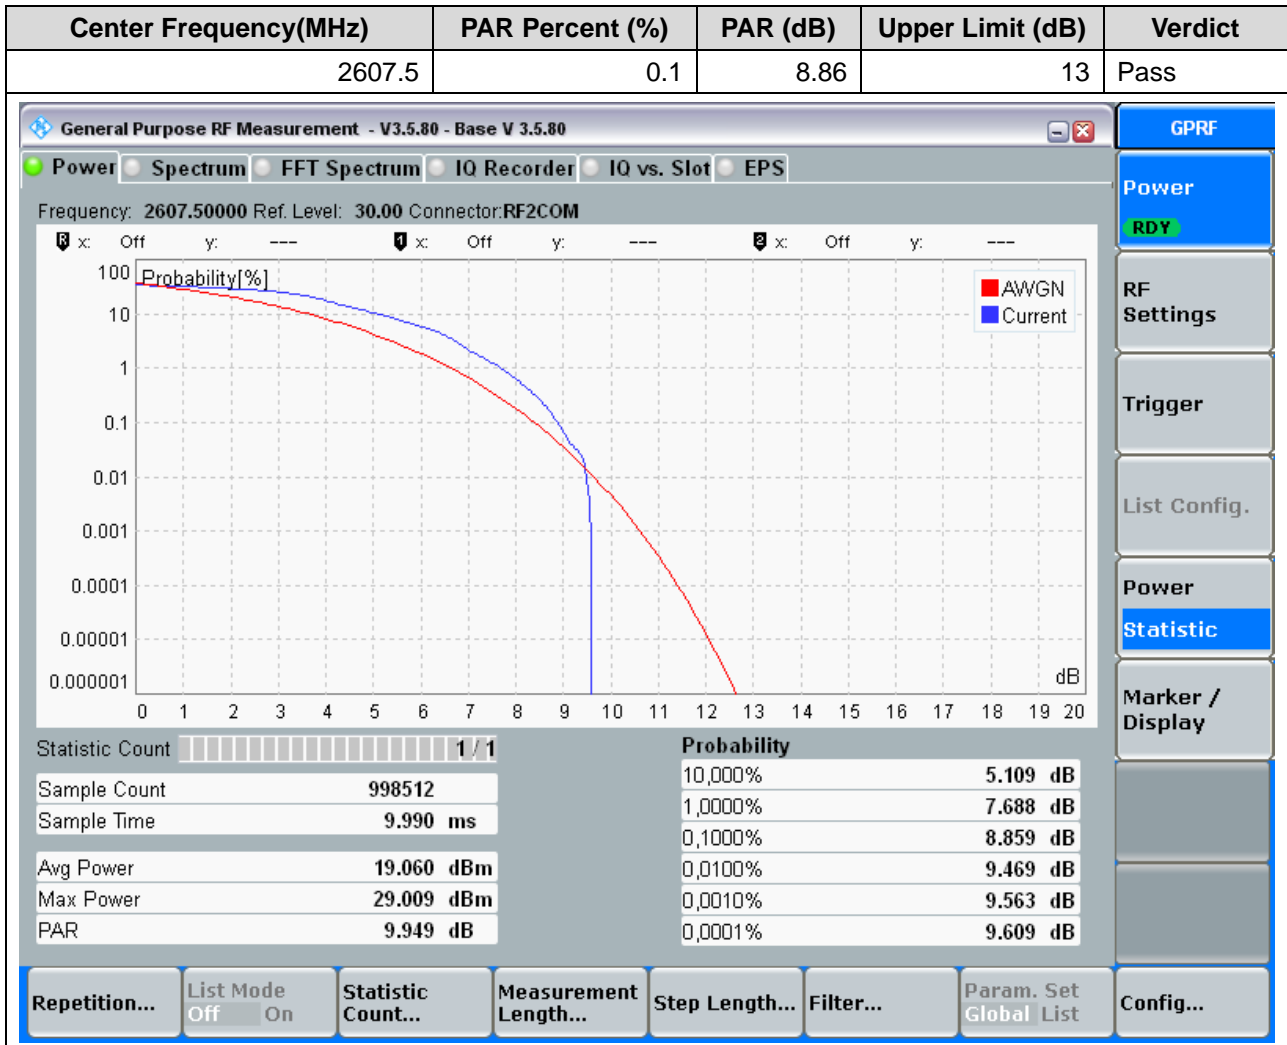 Center Frequency(MHz) PAR Percent (%) PAR (dB) Upper Limit (dB) Verdict
2607.5 0.1 8.86 13 Pass
General Purpose RF Measurement - V3.5.80 - Base V 3.5.80
GPRF
Power Spectrum FFT Spectrum IQ Recorder IQ vs. Slot EPS
Frequency: 2607.50000 Ref. Level: 30.00 Connector:RF2COM
R x: Off y: --- 1 x: Off y: --- 2 x: Off y: ---
Probability[%]
100
10
1
0.1
0.01
0.001
0.0001
0.00001
0.000001
AWGN
Current
dB
0 1 2 3 4 5 6 7 8 9 10 11 12 13 14 15 16 17 18 19 20
Statistic Count 1 / 1
Sample Count 998512
Sample Time 9.990 ms
Avg Power 19.060 dBm
Max Power 29.009 dBm
PAR 9.949 dB
Probability
10,000% 5.109 dB
1,0000% 7.688 dB
0,1000% 8.859 dB
0,0100% 9.469 dB
0,0010% 9.563 dB
0,0001% 9.609 dB
Power
RDY
RF
Settings
Trigger
List Config.
Power
Statistic
Marker /
Display
Repetition...
List Mode
Off On
Statistic
Count...
Measurement
Length...
Step Length...
Filter...
Param. Set
Global List
Config...